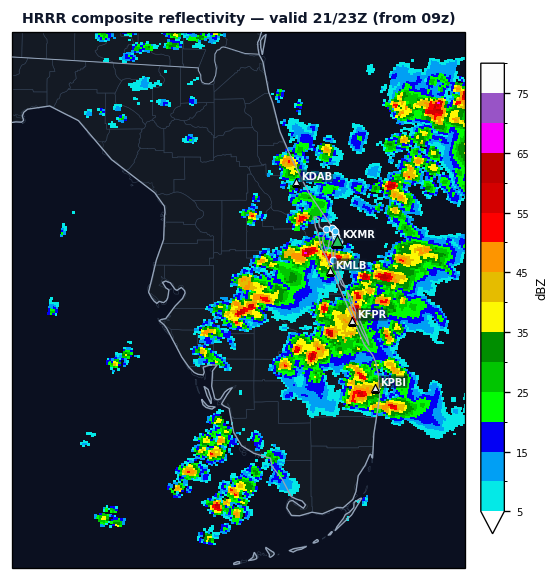 HRRR composite reflectivity — valid 21/23Z (from 09z)
KDAB
KXMR
KMLB
KFPR
KPBI
75
65
55
45
35
25
15
5
dBZ